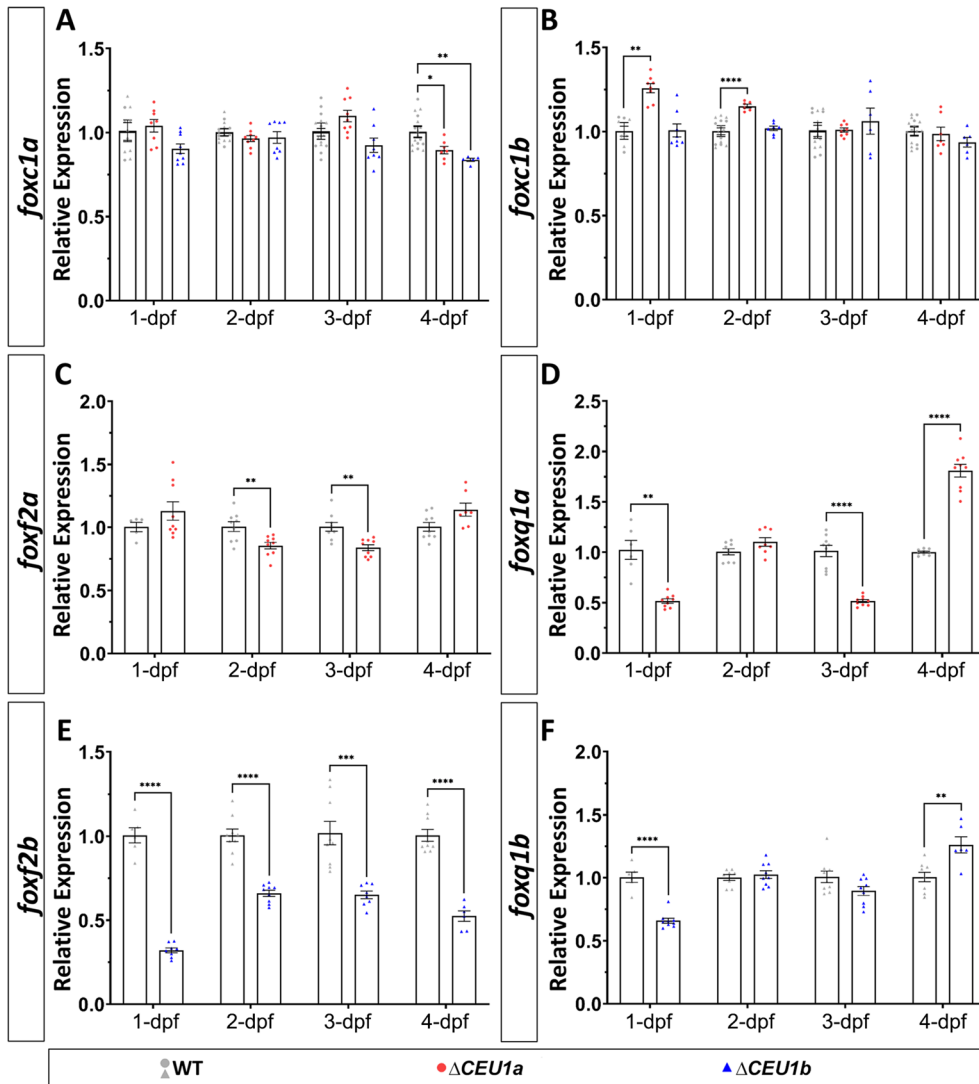 A
foxc1a
Relative Expression
1.5
1.0
0.5
0.0
*
**
1-dpf 2-dpf 3-dpf 4-dpf
B
foxc1b
Relative Expression
1.5
1.0
0.5
0.0
**
****
1-dpf 2-dpf 3-dpf 4-dpf
C
foxf2a
Relative Expression
2.0
1.5
1.0
0.5
0.0
**
**
1-dpf 2-dpf 3-dpf 4-dpf
D
foxq1a
Relative Expression
2.5
2.0
1.5
1.0
0.5
0.0
**
****
****
1-dpf 2-dpf 3-dpf 4-dpf
E
foxf2b
Relative Expression
1.5
1.0
0.5
0.0
****
****
***
****
1-dpf 2-dpf 3-dpf 4-dpf
F
foxq1b
Relative Expression
2.0
1.5
1.0
0.5
0.0
****
**
1-dpf 2-dpf 3-dpf 4-dpf
WT ΔCEU1a ΔCEU1b